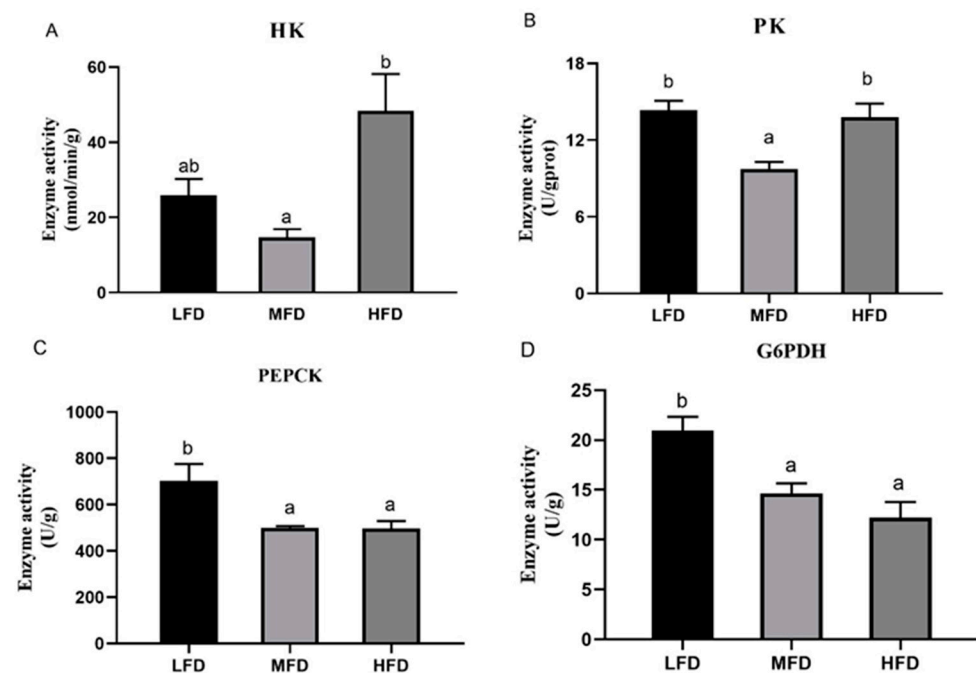 A
HK
Enzyme activity
(nmol/min/g)
60
40
20
0
ab
a
b
LFD MFD HFD
B
PK
Enzyme activity
(U/gprot)
18
12
6
0
b
a
b
LFD MFD HFD
C
PEPCK
Enzyme activity
(U/g)
1000
800
600
400
200
0
b
a
a
LFD MFD HFD
D
G6PDH
Enzyme activity
(U/g)
25
20
15
10
5
0
b
a
a
LFD MFD HFD